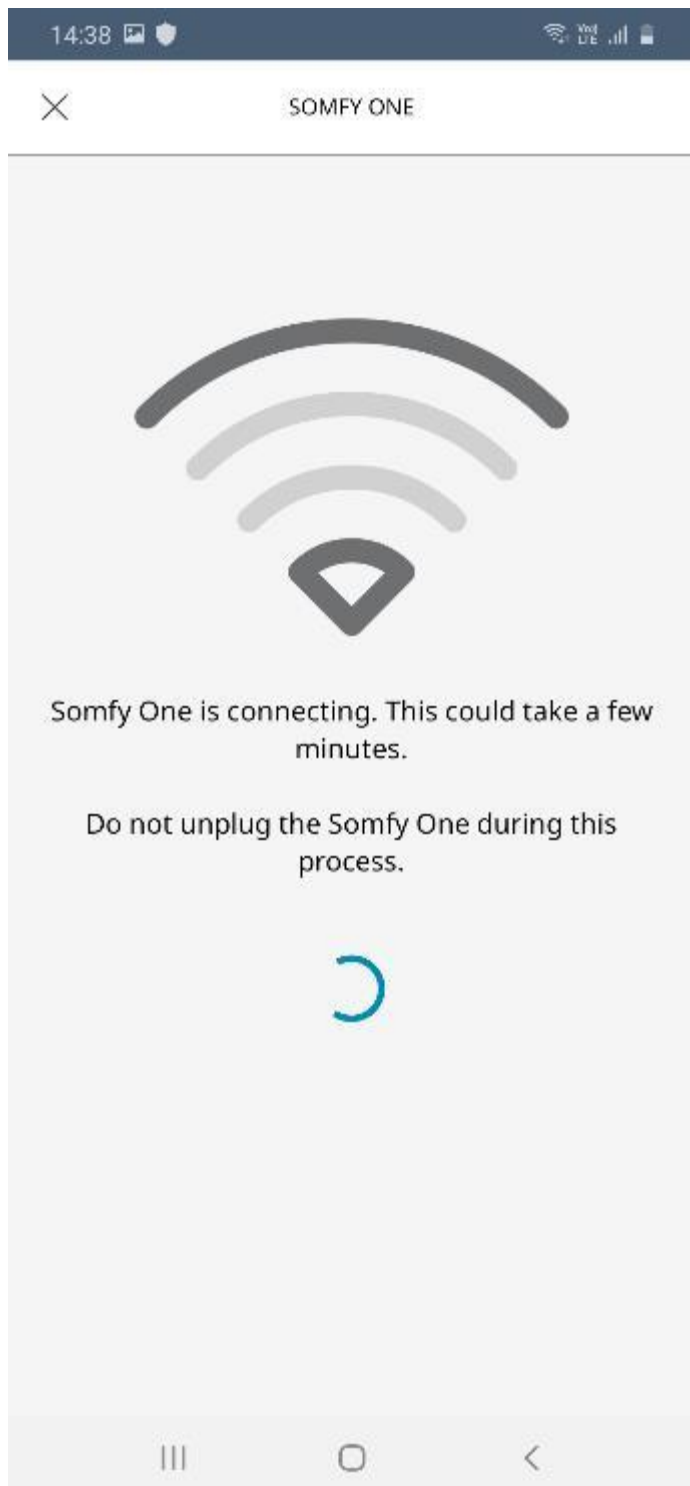 14:38
SOMFY ONE
Somfy One is connecting. This could take a few
minutes.
Do not unplug the Somfy One during this
process.